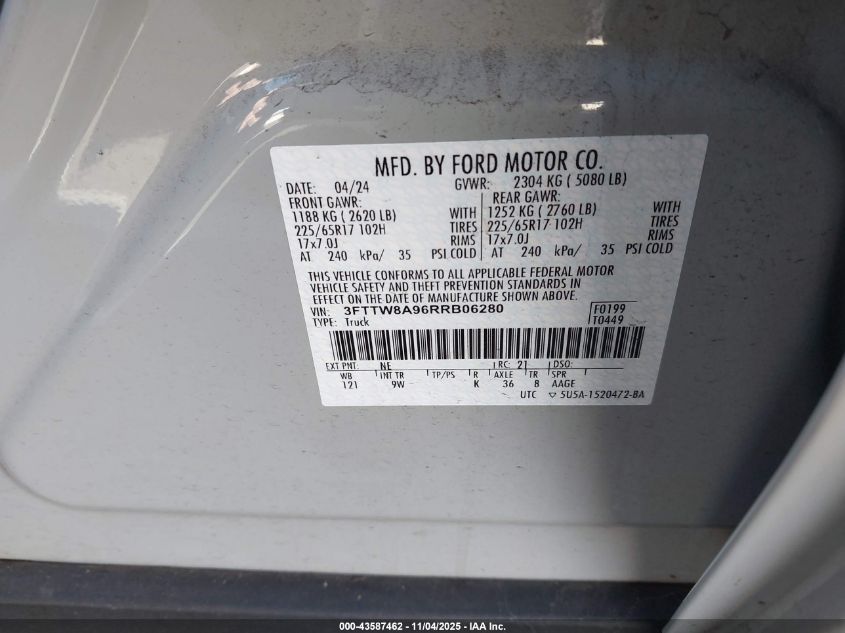 MFD. BY FORD MOTOR CO.
DATE: 04/24 GVWR: 2304 KG ( 5080 LB)
FRONT GAWR: REAR GAWR:
1188 KG ( 2620 LB) WITH 1252 KG ( 2760 LB) WITH
225/65R17 102H TIRES 225/65R17 102H TIRES
17x7.0J RIMS 17x7.0J RIMS
AT 240 kPa/ 35 PSI COLD AT 240 kPa/ 35 PSI COLD
THIS VEHICLE CONFORMS TO ALL APPLICABLE FEDERAL MOTOR
VEHICLE SAFETY AND THEFT PREVENTION STANDARDS IN
EFFECT ON THE DATE OF MANUFACTURE SHOWN ABOVE.
VIN: 3FTTW8A96RRB06280 F0199
TYPE: Truck T0449
EXT PNT: NE RC: 21 DSO:
WB INT TR TP/PS R AXLE TR SPR
121 9W K 36 8 AAGE
UTC ▽ 5U5A-1520472-BA
000-43587462 - 11/04/2025 - IAA Inc.